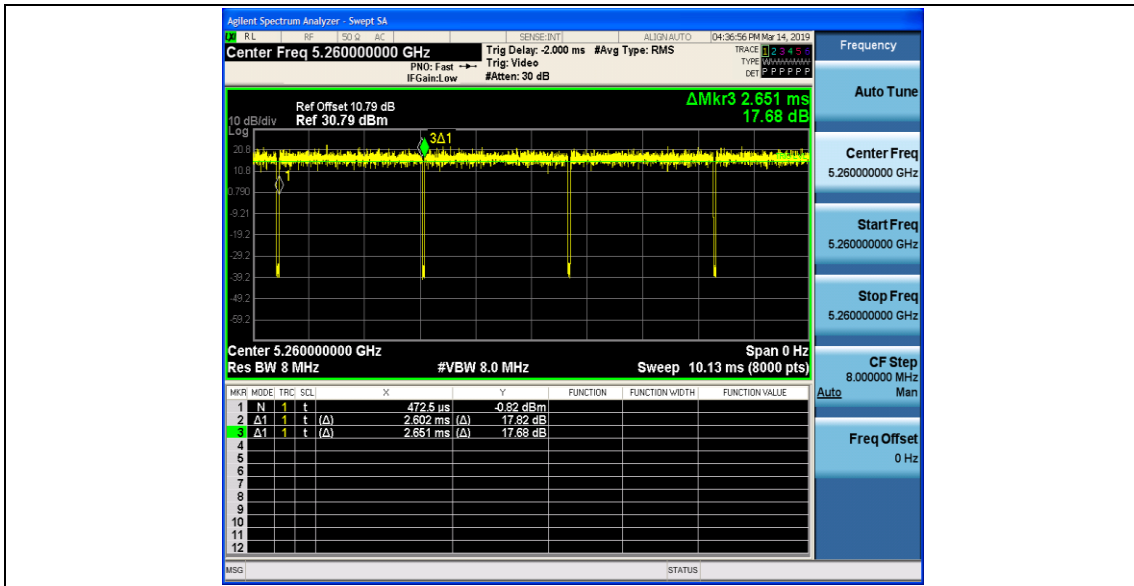 Agilent Spectrum Analyzer - Swept SA
LXI RL RF 50 Ω AC SENSE:INT ALIGNAUTO 04:36:56 PM Mar 14, 2019
Center Freq 5.260000000 GHz
PNO: Fast
IFGain:Low
Trig Delay: -2.000 ms #Avg Type: RMS
Trig: Video
#Atten: 30 dB
TRACE 1 2 3 4 5 6
TYPE
DET P P P P P P
Ref Offset 10.79 dB
10 dB/div Ref 30.79 dBm
Log
ΔMkr3 2.651 ms
17.68 dB
3Δ1
1
20.8
10.8
0.790
-9.21
-19.2
-29.2
-39.2
-49.2
-59.2
Center 5.260000000 GHz Span 0 Hz
Res BW 8 MHz #VBW 8.0 MHz Sweep 10.13 ms (8000 pts)
MKR MODE TRC SCL X Y FUNCTION FUNCTION WIDTH FUNCTION VALUE
1 N 1 t 472.5 µs -0.82 dBm
2 Δ1 1 t (Δ) 2.602 ms (Δ) 17.82 dB
3 Δ1 1 t (Δ) 2.651 ms (Δ) 17.68 dB
4
5
6
7
8
9
10
11
12
MSG STATUS
Frequency
Auto Tune
Center Freq
5.260000000 GHz
Start Freq
5.260000000 GHz
Stop Freq
5.260000000 GHz
CF Step
8.000000 MHz
Auto Man
Freq Offset
0 Hz